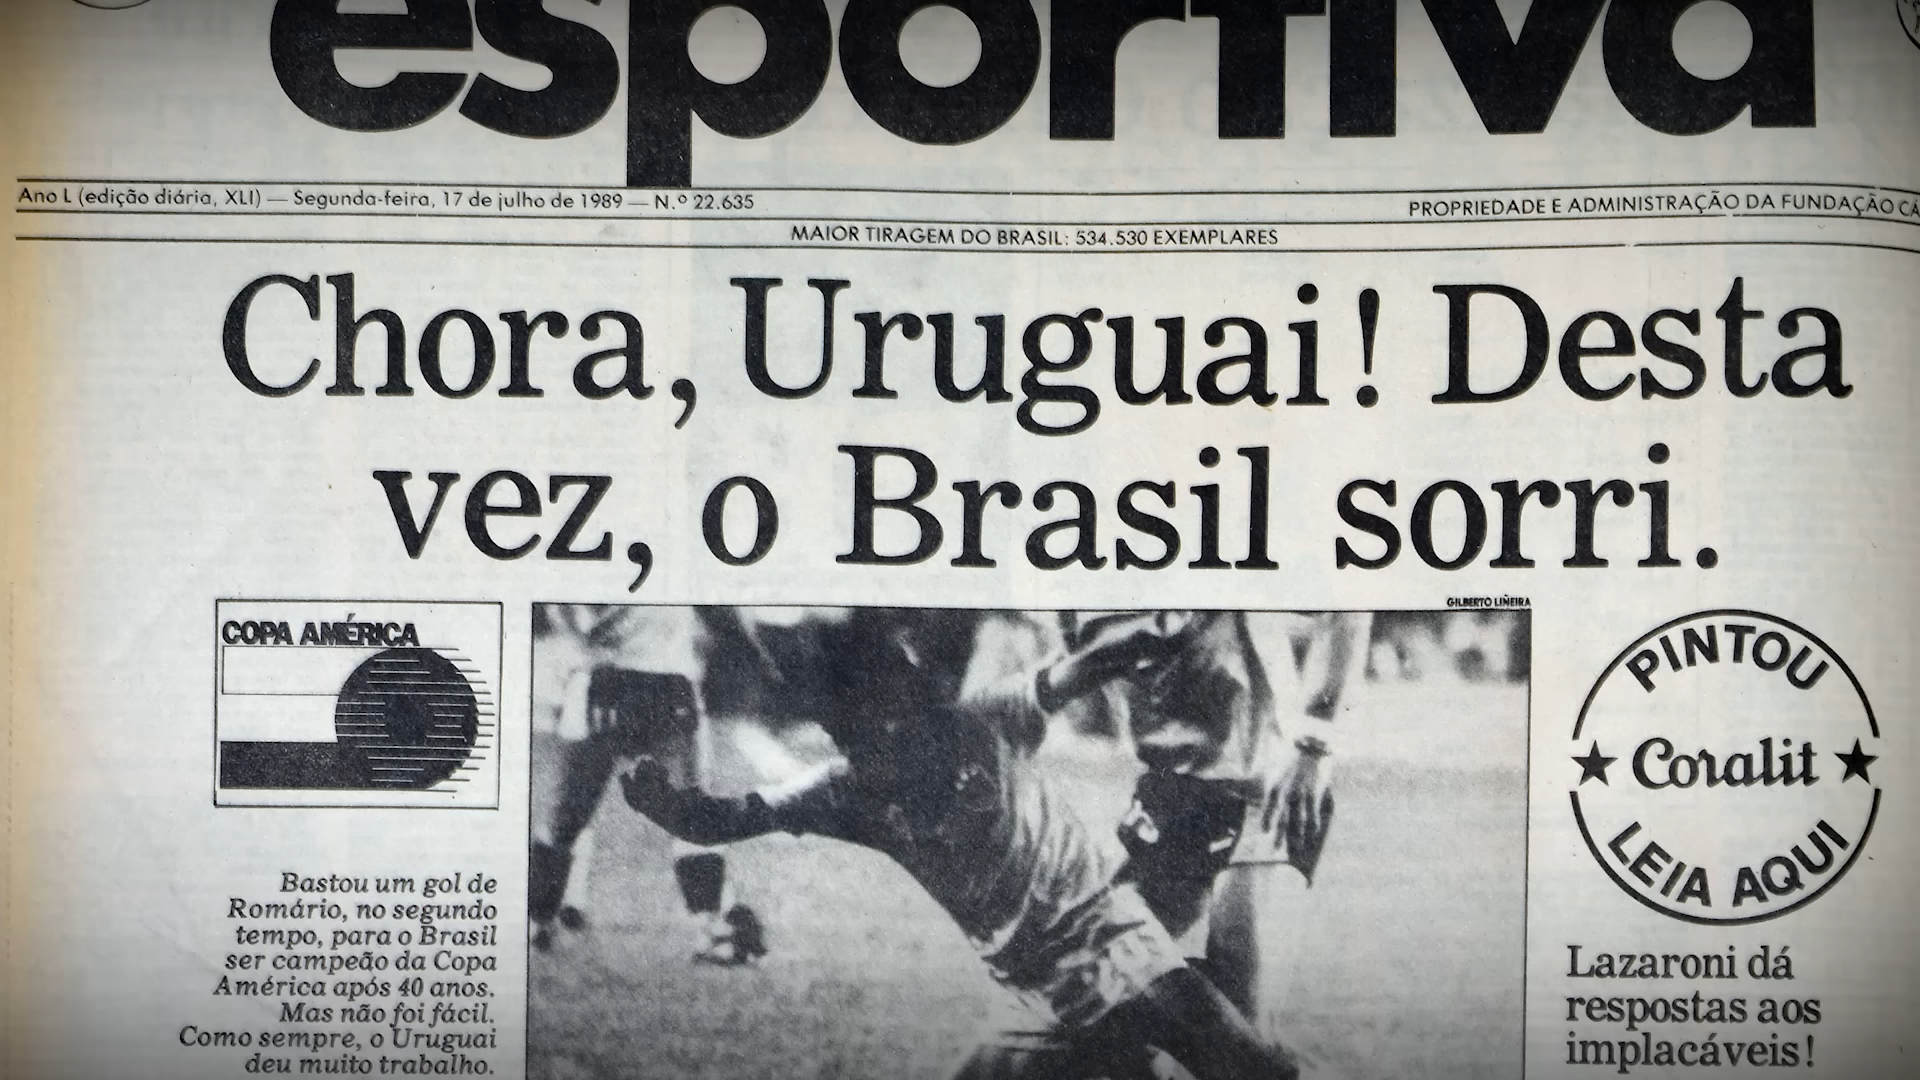 esportiva
Ano L (edição diária, XLI) — Segunda-feira, 17 de julho de 1989 — N.º 22.635
PROPRIEDADE E ADMINISTRAÇÃO DA FUNDAÇÃO CÁ
MAIOR TIRAGEM DO BRASIL: 534.530 EXEMPLARES
Chora, Uruguai! Desta
vez, o Brasil sorri.
GILBERTO LIÑEIRA
COPA AMÉRICA
Bastou um gol de
Romário, no segundo
tempo, para o Brasil
ser campeão da Copa
América após 40 anos.
Mas não foi fácil.
Como sempre, o Uruguai
deu muito trabalho.
PINTOU
Coralit
LEIA AQUI
Lazaroni dá
respostas aos
implacáveis!